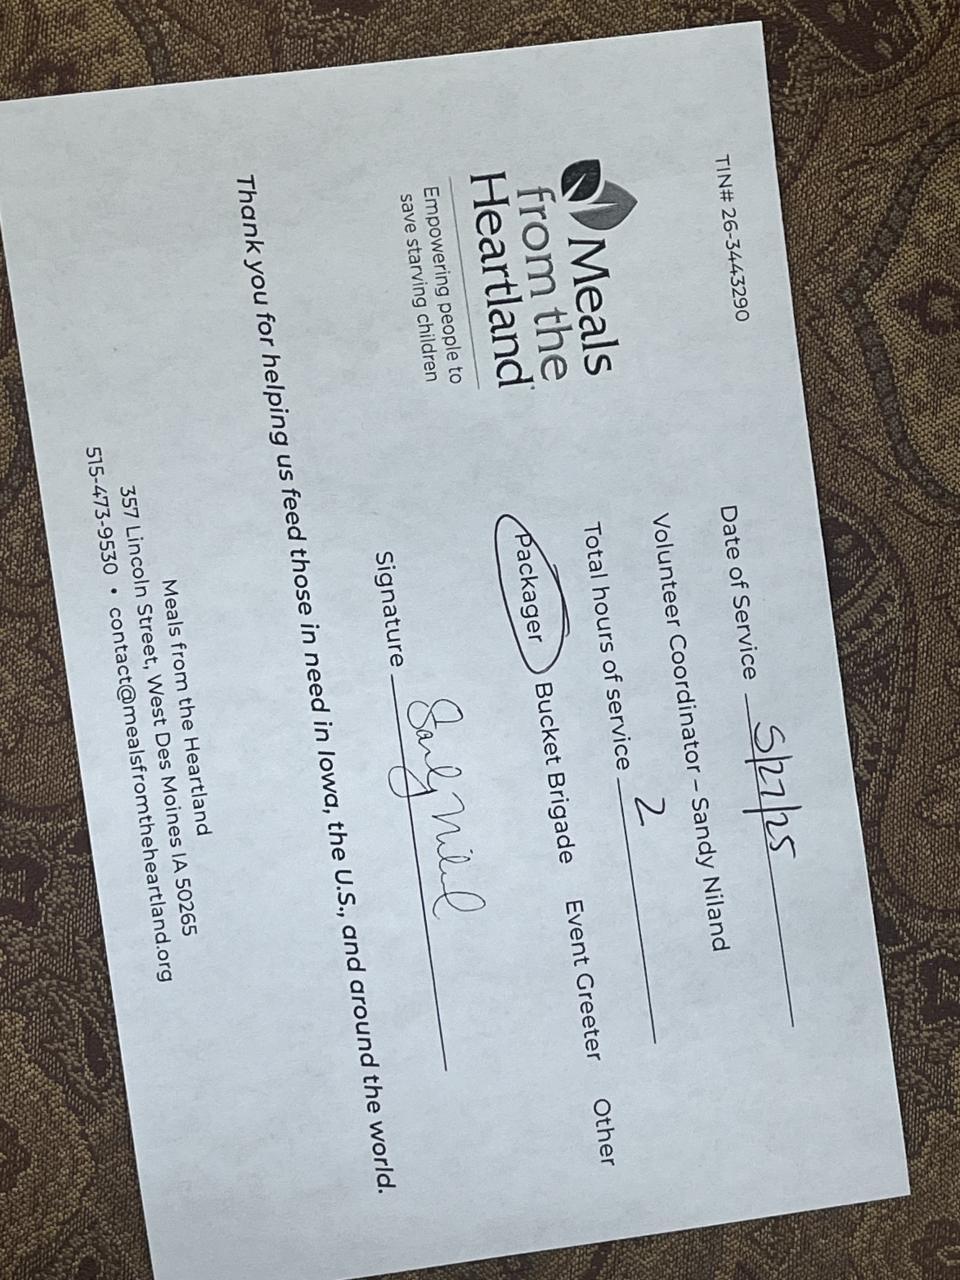 TIN# 26-3443290
Date of Service 5/27/25
Volunteer Coordinator – Sandy Niland
Meals
from the
Heartland
Total hours of service 2
Packager Bucket Brigade Event Greeter Other
Empowering people to
save starving children
Signature Sandy Niland
Thank you for helping us feed those in need in Iowa, the U.S., and around the world.
Meals from the Heartland
357 Lincoln Street, West Des Moines IA 50265
515-473-9530 • contact@mealsfromtheheartland.org